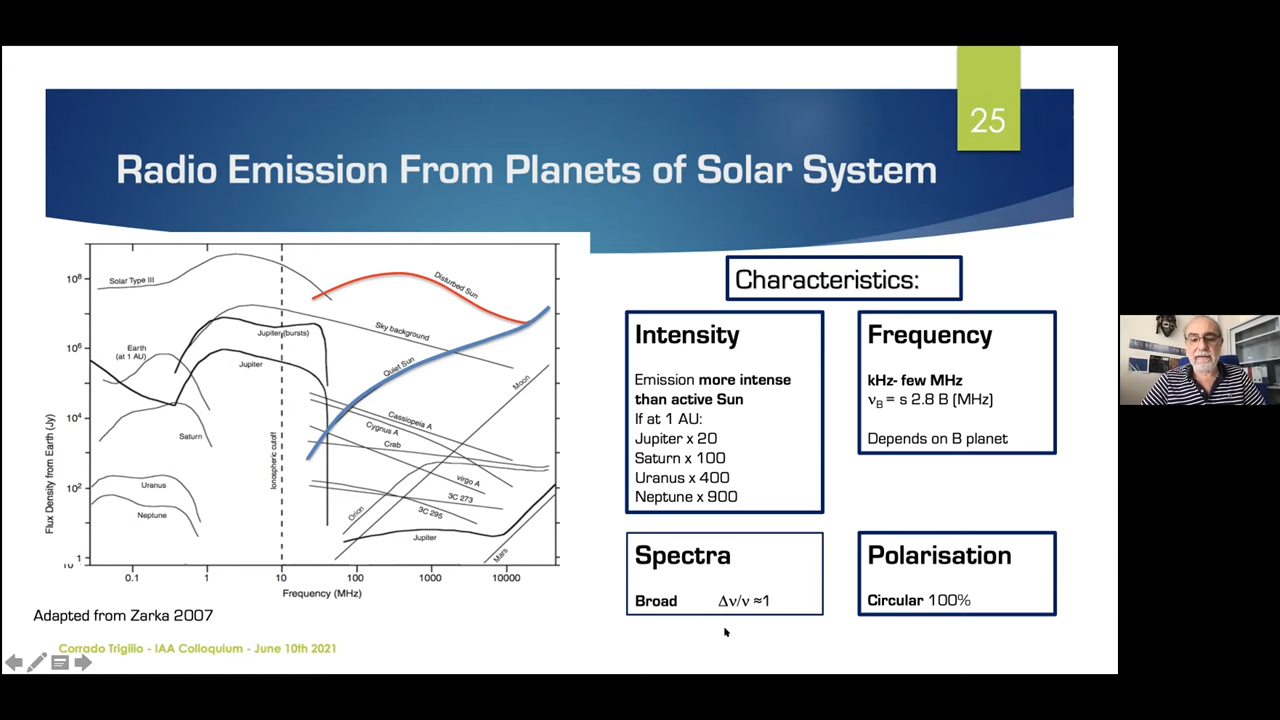 25
Radio Emission From Planets of Solar System
Solar Type III
Disturbed Sun
Jupiter (bursts)
Sky background
Earth
(at 1 AU)
Jupiter
Quiet Sun
Moon
Saturn
Cassiopeia A
Cygnus A
Crab
Uranus
Neptune
virgo A
3C 273
3C 295
Orion
Jupiter
Mars
Ionospheric cutoff
Flux Density from Earth (Jy)
10⁸
10⁶
10⁴
10²
1
0.1 1 10 100 1000 10000
Frequency (MHz)
Adapted from Zarka 2007
Characteristics:
Intensity
Emission more intense
than active Sun
If at 1 AU:
Jupiter x 20
Saturn x 100
Uranus x 400
Neptune x 900
Frequency
kHz- few MHz
νB = s 2.8 B (MHz)
Depends on B planet
Spectra
Broad Δν/ν ≈1
Polarisation
Circular 100%
Corrado Trigilio - IAA Colloquium - June 10th 2021